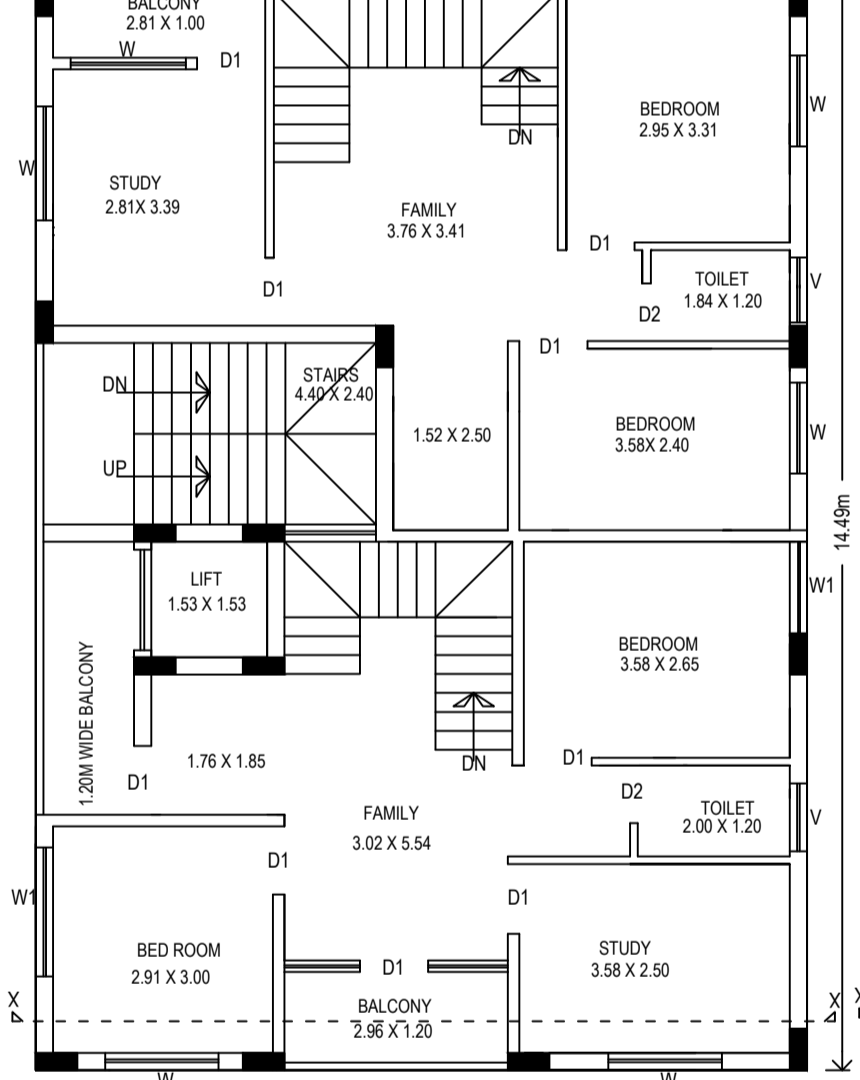 BALCONY
2.81 X 1.00
W
D1
BEDROOM
2.95 X 3.31
W
DN
W
STUDY
2.81X 3.39
FAMILY
3.76 X 3.41
D1
D1
TOILET
1.84 X 1.20
V
D2
D1
DN
STAIRS
4.40 X 2.40
1.52 X 2.50
BEDROOM
3.58X 2.40
W
UP
14.49m
LIFT
1.53 X 1.53
W1
1.20M WIDE BALCONY
BEDROOM
3.58 X 2.65
1.76 X 1.85
DN
D1
D1
D2
FAMILY
3.02 X 5.54
TOILET
2.00 X 1.20
V
D1
W1
D1
BED ROOM
2.91 X 3.00
D1
STUDY
3.58 X 2.50
BALCONY
2.96 X 1.20
X
X
X
W
W